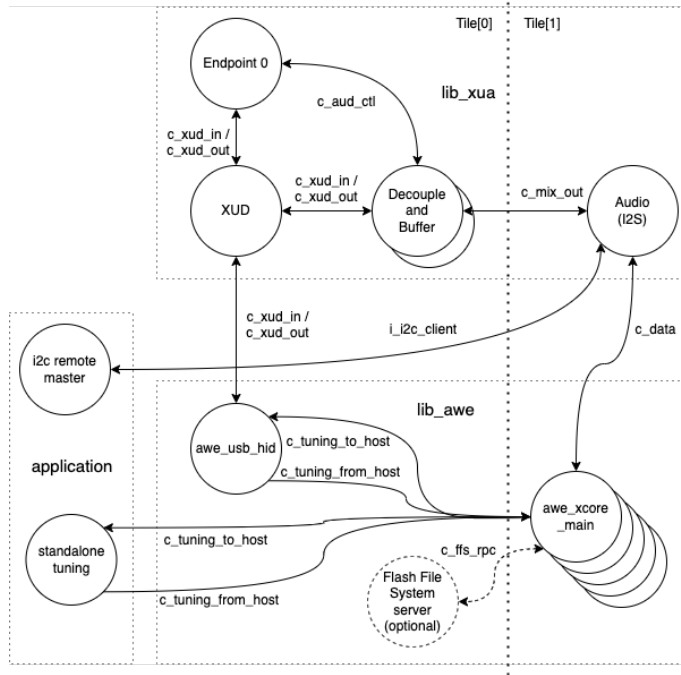 Tile[0]
Tile[1]
Endpoint 0
lib_xua
c_aud_ctl
c_xud_in /
c_xud_out
c_xud_in /
c_xud_out
c_mix_out
XUD
Decouple
and
Buffer
Audio
(I2S)
c_xud_in /
c_xud_out
i_i2c_client
c_data
i2c remote
master
lib_awe
application
awe_usb_hid
c_tuning_to_host
c_tuning_from_host
awe_xcore
_main
c_tuning_to_host
standalone
tuning
c_ffs_rpc
c_tuning_from_host
Flash File
System
server
(optional)